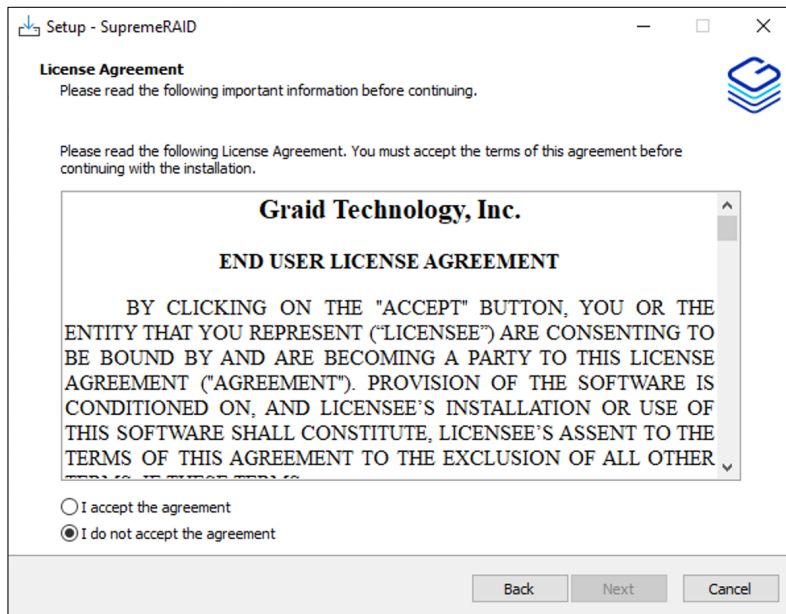 Setup - SupremeRAID
License Agreement
Please read the following important information before continuing.
Please read the following License Agreement. You must accept the terms of this agreement before
continuing with the installation.
Graid Technology, Inc.
END USER LICENSE AGREEMENT
BY CLICKING ON THE "ACCEPT" BUTTON, YOU OR THE
ENTITY THAT YOU REPRESENT (“LICENSEE”) ARE CONSENTING TO
BE BOUND BY AND ARE BECOMING A PARTY TO THIS LICENSE
AGREEMENT ("AGREEMENT"). PROVISION OF THE SOFTWARE IS
CONDITIONED ON, AND LICENSEE’S INSTALLATION OR USE OF
THIS SOFTWARE SHALL CONSTITUTE, LICENSEE’S ASSENT TO THE
TERMS OF THIS AGREEMENT TO THE EXCLUSION OF ALL OTHER
TERMS. IF THESE TERMS
I accept the agreement
I do not accept the agreement
Back
Next
Cancel